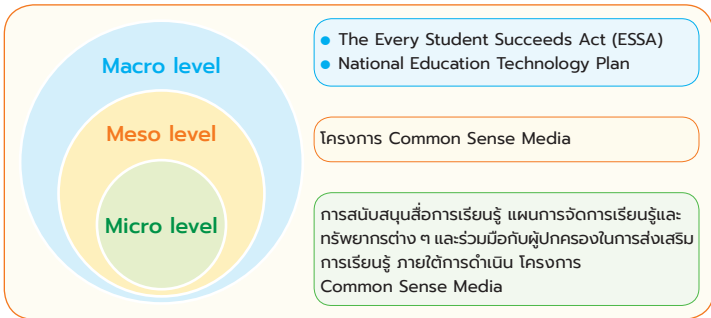 Macro level
● The Every Student Succeeds Act (ESSA)
● National Education Technology Plan
Meso level
โครงการ Common Sense Media
Micro level
การสนับสนุนสื่อการเรียนรู้ แผนการจัดการเรียนรู้และ
ทรัพยากรต่าง ๆ และร่วมมือกับผู้ปกครองในการส่งเสริม
การเรียนรู้ ภายใต้การดำเนิน โครงการ
Common Sense Media